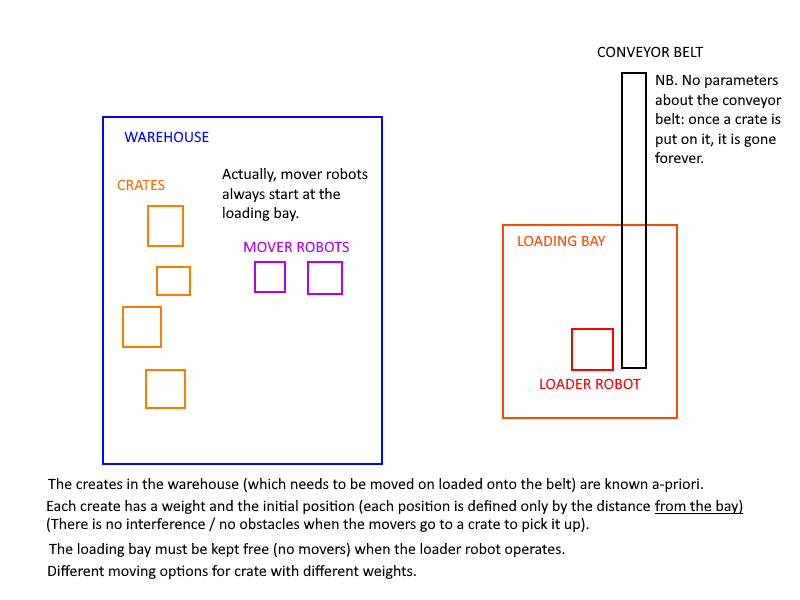 CONVEYOR BELT
NB. No parameters
about the conveyor
belt: once a crate is
put on it, it is gone
forever.
WAREHOUSE
Actually, mover robots
always start at the
loading bay.
CRATES
MOVER ROBOTS
LOADING BAY
LOADER ROBOT
The creates in the warehouse (which needs to be moved on loaded onto the belt) are known a-priori.
Each create has a weight and the initial position (each position is defined only by the distance from the bay)
(There is no interference / no obstacles when the movers go to a crate to pick it up).
The loading bay must be kept free (no movers) when the loader robot operates.
Different moving options for crate with different weights.